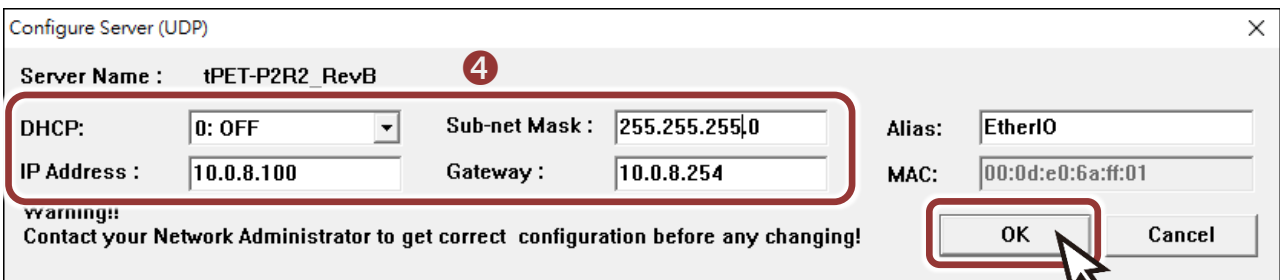 Configure Server (UDP)
Server Name : tPET-P2R2_RevB 4
DHCP: 0: OFF Sub-net Mask : 255.255.255.0 Alias: EtherIO
IP Address : 10.0.8.100 Gateway : 10.0.8.254 MAC: 00:0d:e0:6a:ff:01
Warning!!
Contact your Network Administrator to get correct configuration before any changing!
OK Cancel